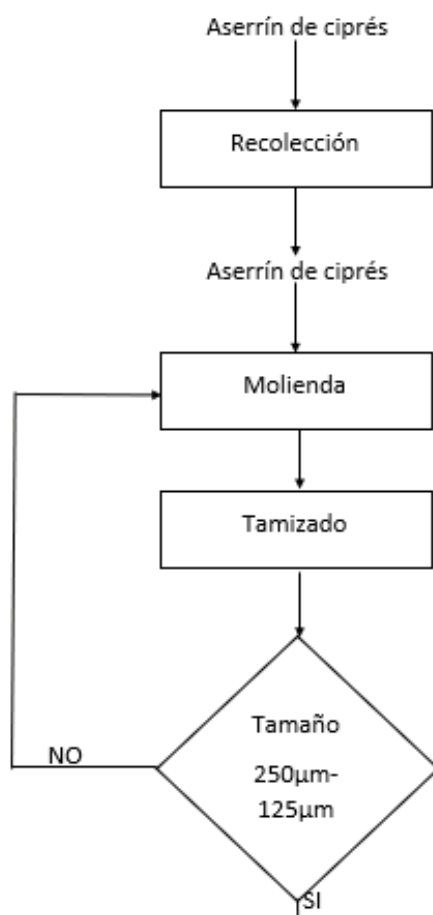 Aserrín de ciprés
Recolección
Aserrín de ciprés
Molienda
Tamizado
Tamaño
250µm-
125µm
NO
SI